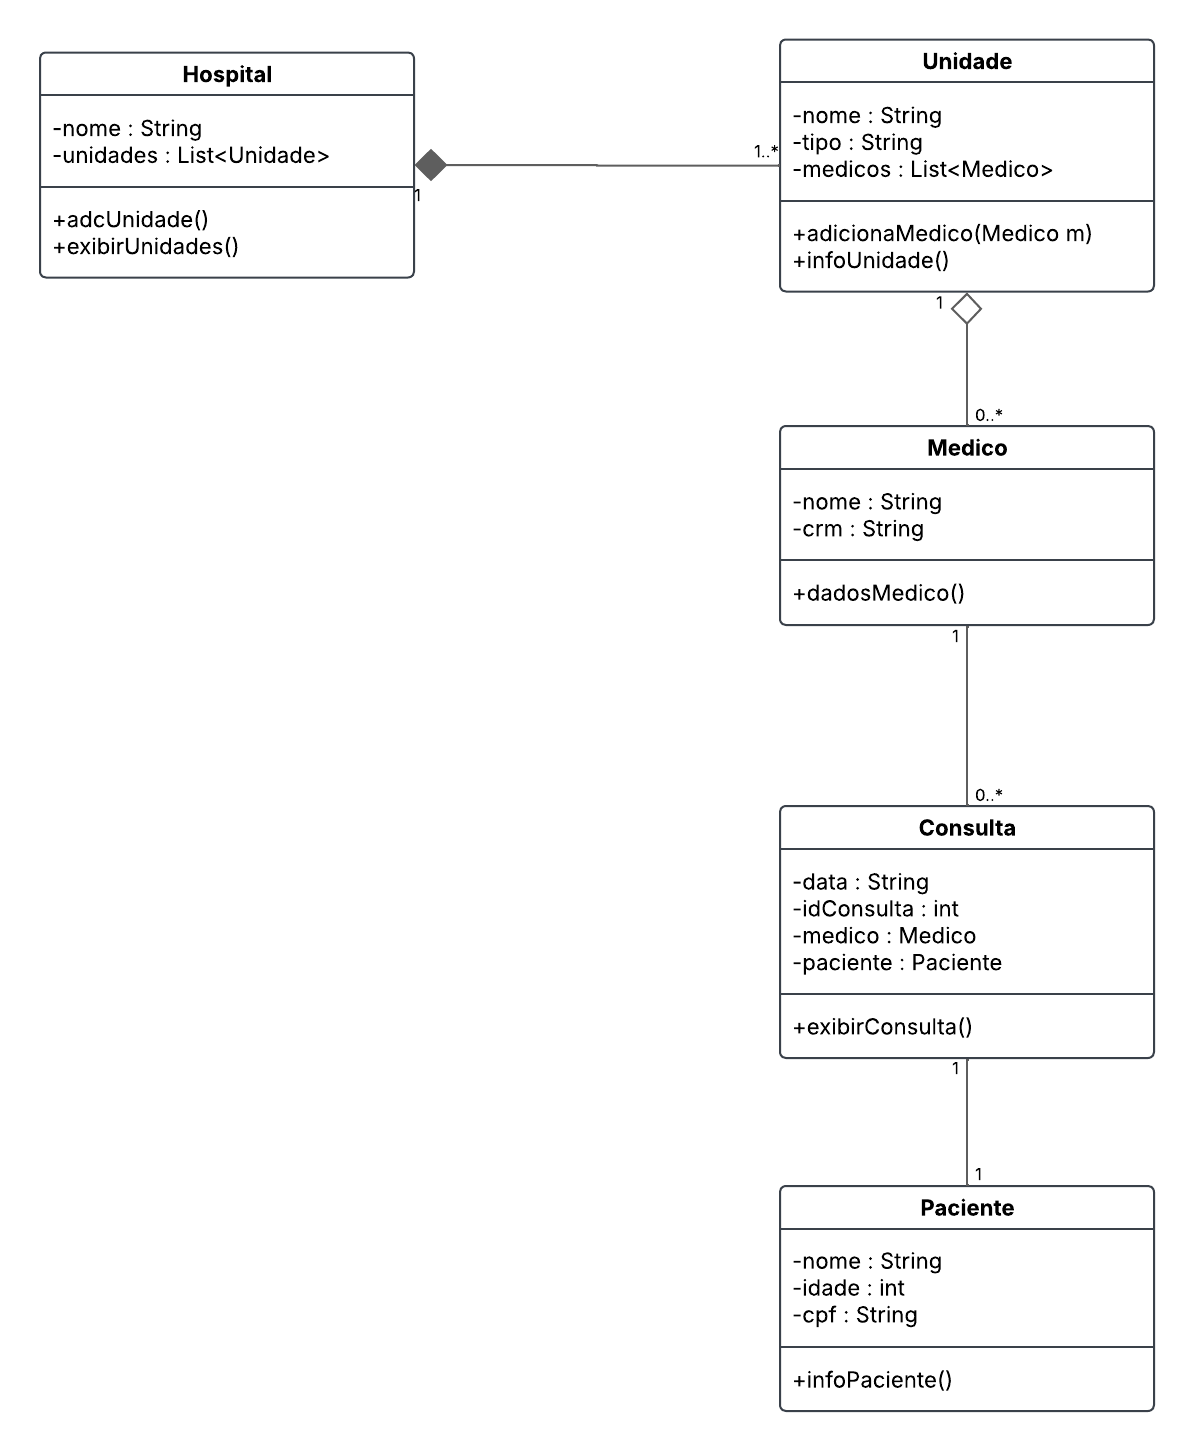 Hospital
-nome : String
-unidades : List<Unidade>
+adcUnidade()
+exibirUnidades()
1
1..*
Unidade
-nome : String
-tipo : String
-medicos : List<Medico>
+adicionaMedico(Medico m)
+infoUnidade()
1
0..*
Medico
-nome : String
-crm : String
+dadosMedico()
1
0..*
Consulta
-data : String
-idConsulta : int
-medico : Medico
-paciente : Paciente
+exibirConsulta()
1
1
Paciente
-nome : String
-idade : int
-cpf : String
+infoPaciente()